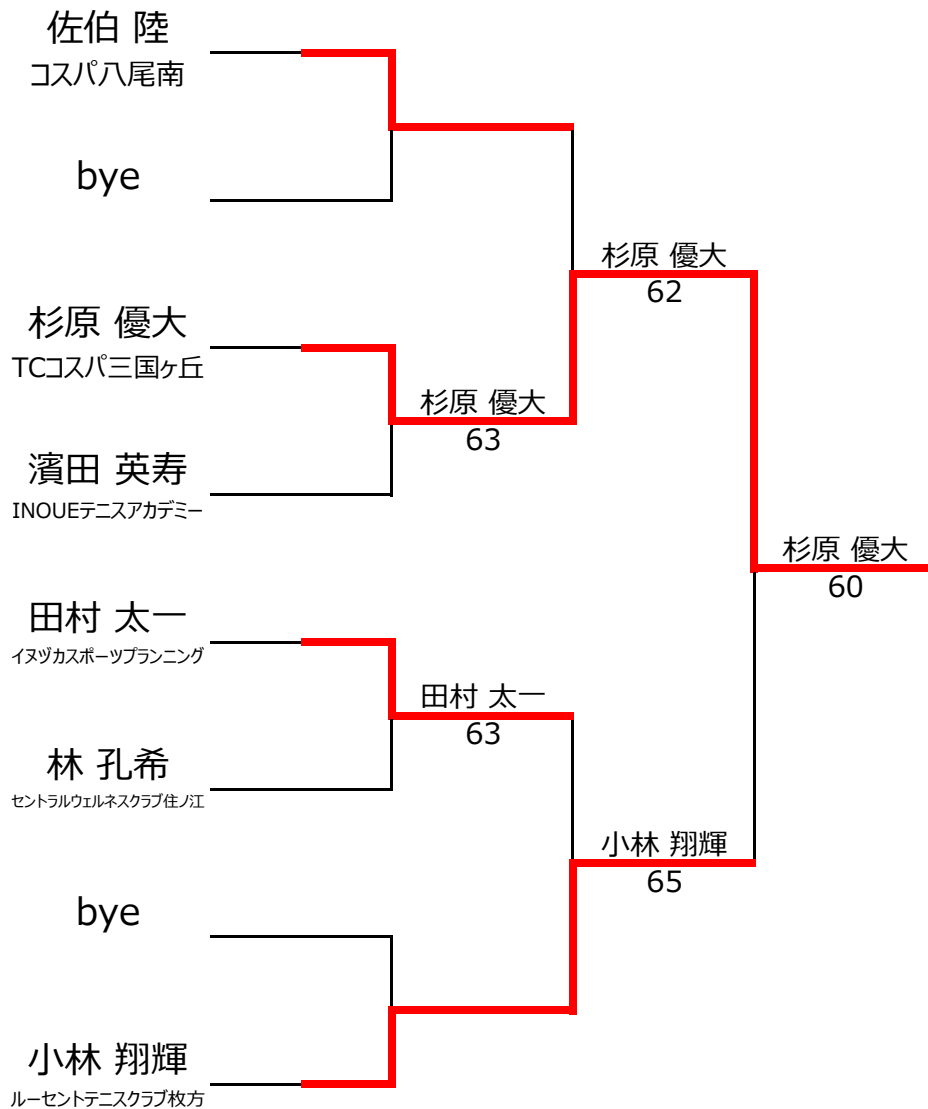 佐伯 陸
コスパ八尾南
bye
杉原 優大
62
杉原 優大
TCコスパ三国ヶ丘
杉原 優大
63
濱田 英寿
INOUEテニスアカデミー
杉原 優大
60
田村 太一
イヌヅカスポーツプランニング
田村 太一
63
林 孔希
セントラルウェルネスクラブ住ノ江
小林 翔輝
65
bye
小林 翔輝
ルーセントテニスクラブ枚方